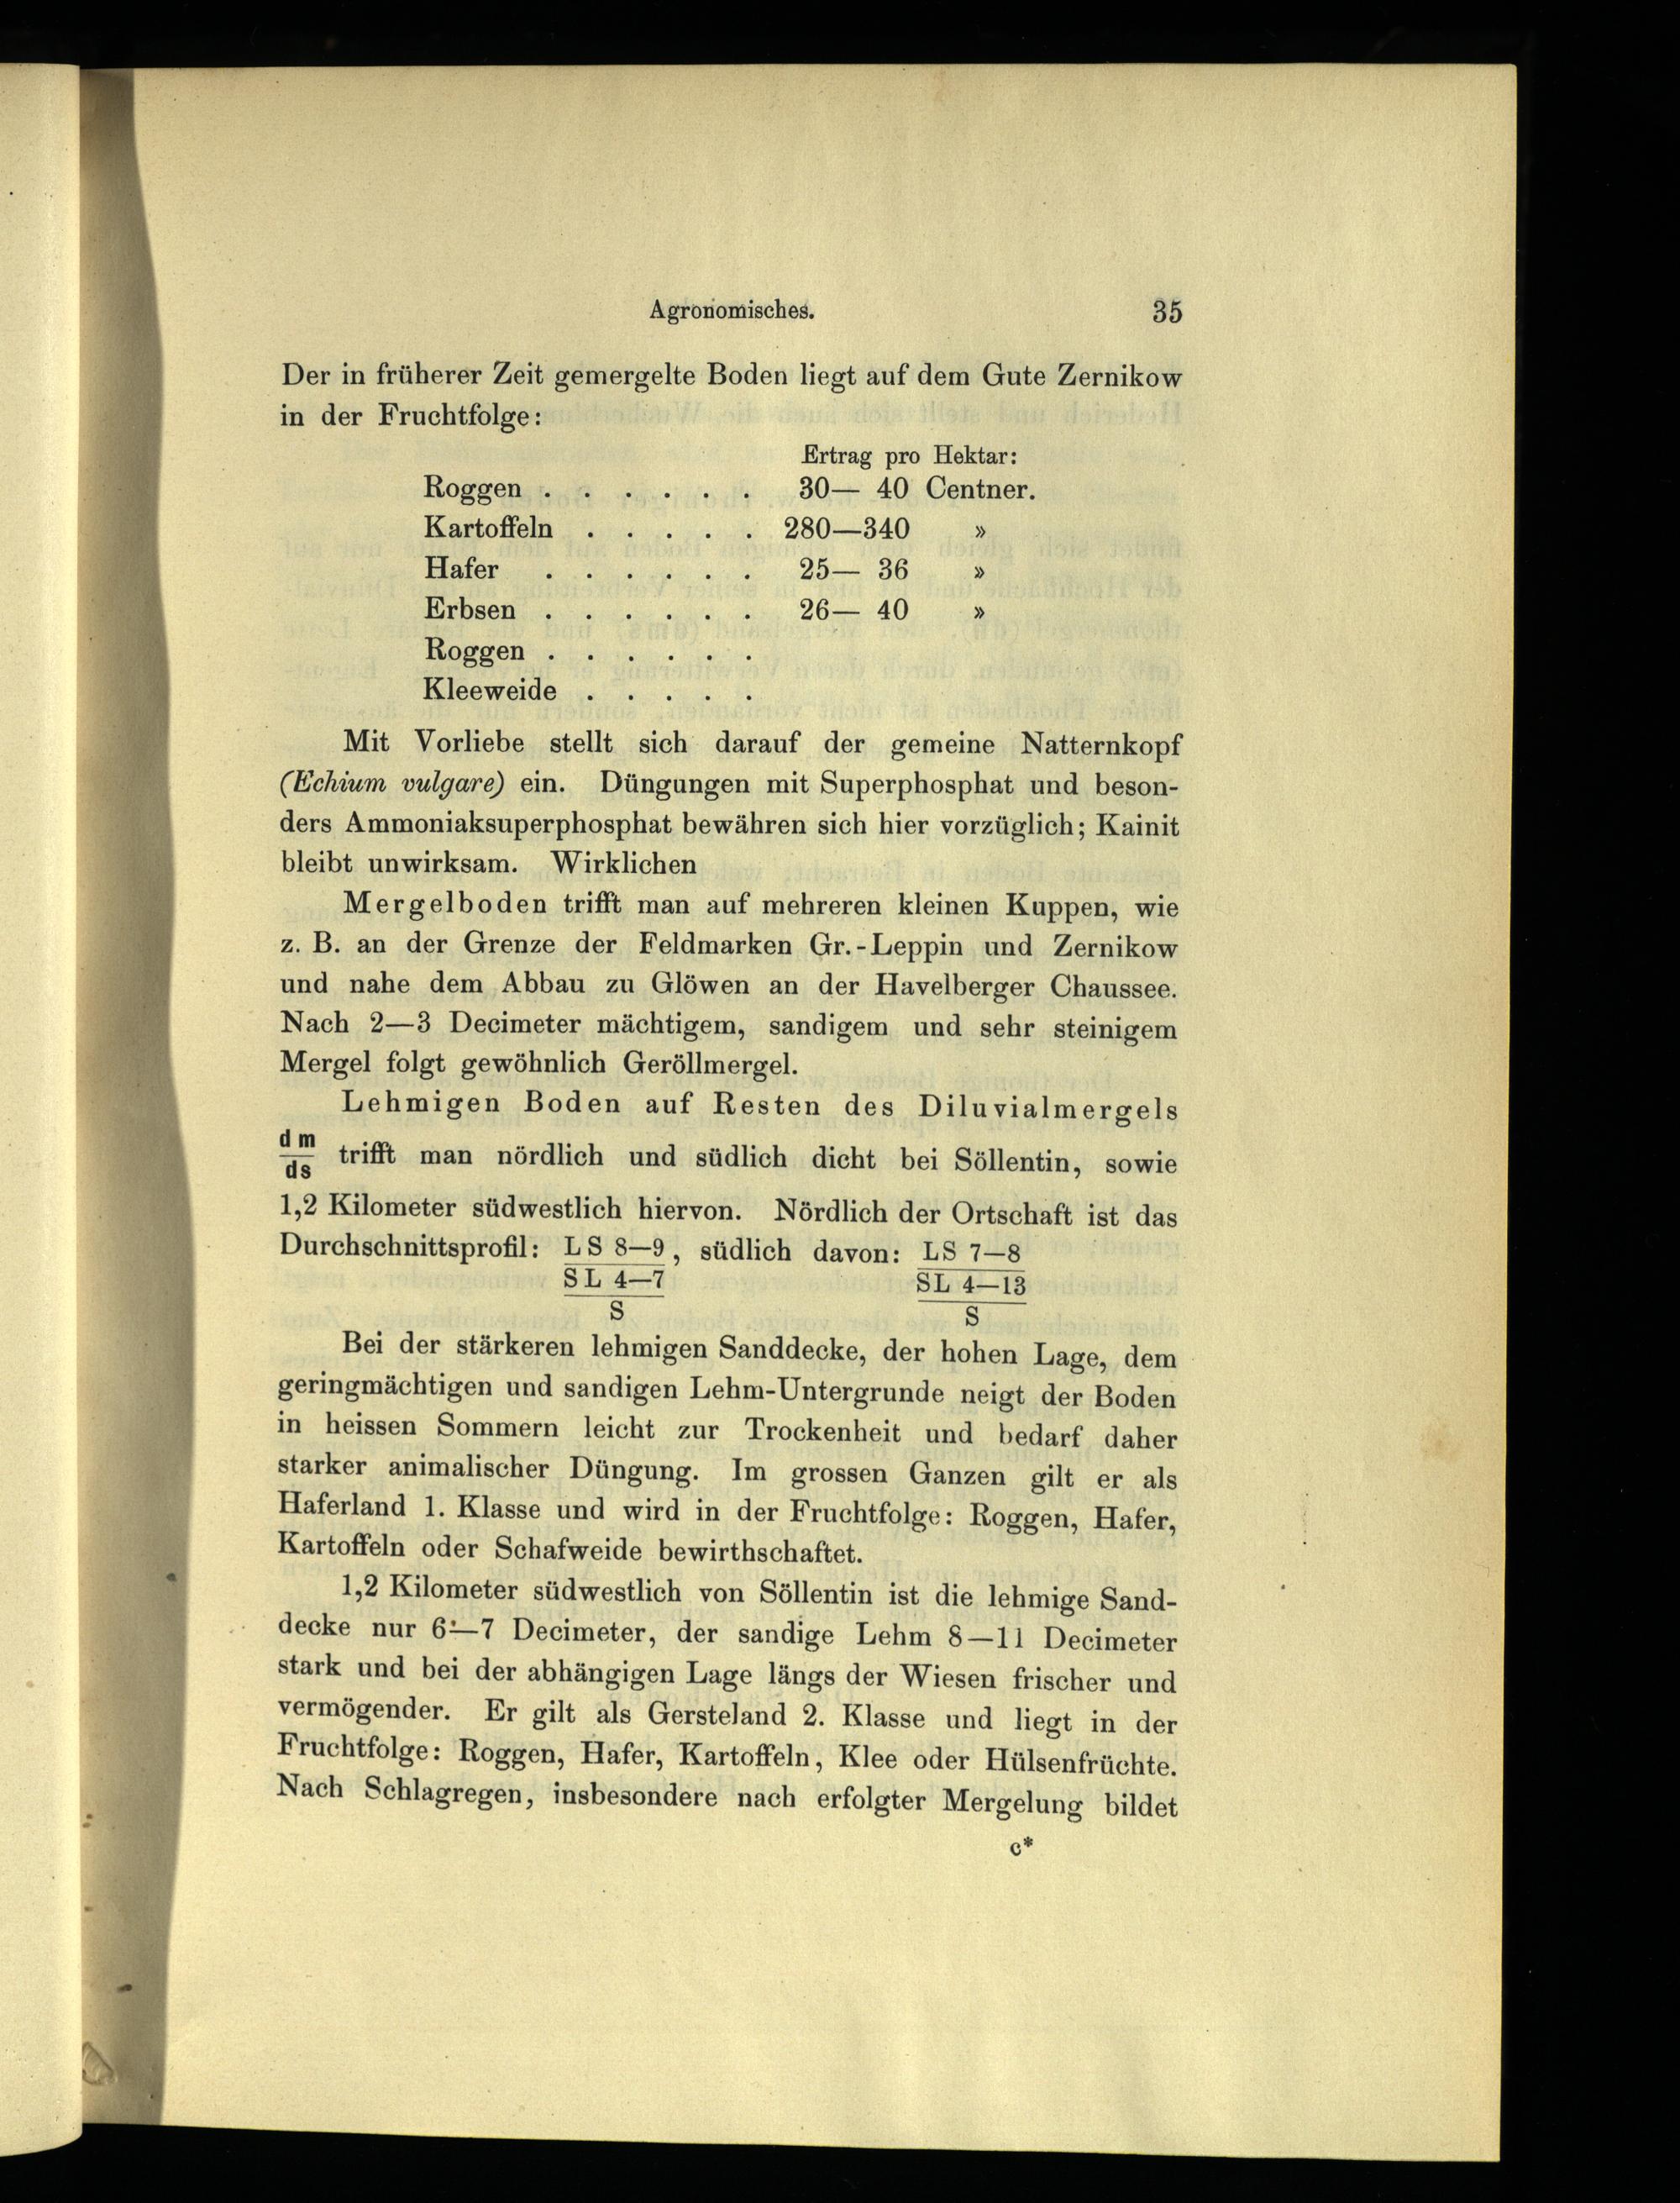 Agronomisches. 35
Der in früherer Zeit gemergelte Boden liegt auf dem Gute Zernikow
in der Fruchtfolge:
Ertrag pro Hektar:
Roggen . . . . . . 30— 40 Centner.
Kartoffeln . . . . . 280—340 »
Hafer . . . . . . 25— 36 »
Erbsen . . . . . . 26— 40 »
Roggen . . . . . .
Kleeweide . . . . .
Mit Vorliebe stellt sich darauf der gemeine Natternkopf
(Echium vulgare) ein. Düngungen mit Superphosphat und beson-
ders Ammoniaksuperphosphat bewähren sich hier vorzüglich; Kainit
bleibt unwirksam. Wirklichen
Mergelboden trifft man auf mehreren kleinen Kuppen, wie
z. B. an der Grenze der Feldmarken Gr.-Leppin und Zernikow
und nahe dem Abbau zu Glöwen an der Havelberger Chaussee.
Nach 2—3 Decimeter mächtigem, sandigem und sehr steinigem
Mergel folgt gewöhnlich Geröllmergel.
Lehmigen Boden auf Resten des Diluvialmergels
dm
ds trifft man nördlich und südlich dicht bei Söllentin, sowie
1,2 Kilometer südwestlich hiervon. Nördlich der Ortschaft ist das
Durchschnittsprofil: LS 8—9, südlich davon: LS 7—8
SL 4—7 SL 4—13
S S
Bei der stärkeren lehmigen Sanddecke, der hohen Lage, dem
geringmächtigen und sandigen Lehm-Untergrunde neigt der Boden
in heissen Sommern leicht zur Trockenheit und bedarf daher
starker animalischer Düngung. Im grossen Ganzen gilt er als
Haferland 1. Klasse und wird in der Fruchtfolge: Roggen, Hafer,
Kartoffeln oder Schafweide bewirthschaftet.
1,2 Kilometer südwestlich von Söllentin ist die lehmige Sand-
decke nur 6—7 Decimeter, der sandige Lehm 8—11 Decimeter
stark und bei der abhängigen Lage längs der Wiesen frischer und
vermögender. Er gilt als Gersteland 2. Klasse und liegt in der
Fruchtfolge: Roggen, Hafer, Kartoffeln, Klee oder Hülsenfrüchte.
Nach Schlagregen, insbesondere nach erfolgter Mergelung bildet
c*